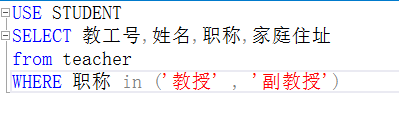 USE STUDENT
SELECT 教工号,姓名,职称,家庭住址
from teacher
WHERE 职称 in ('教授' , '副教授')